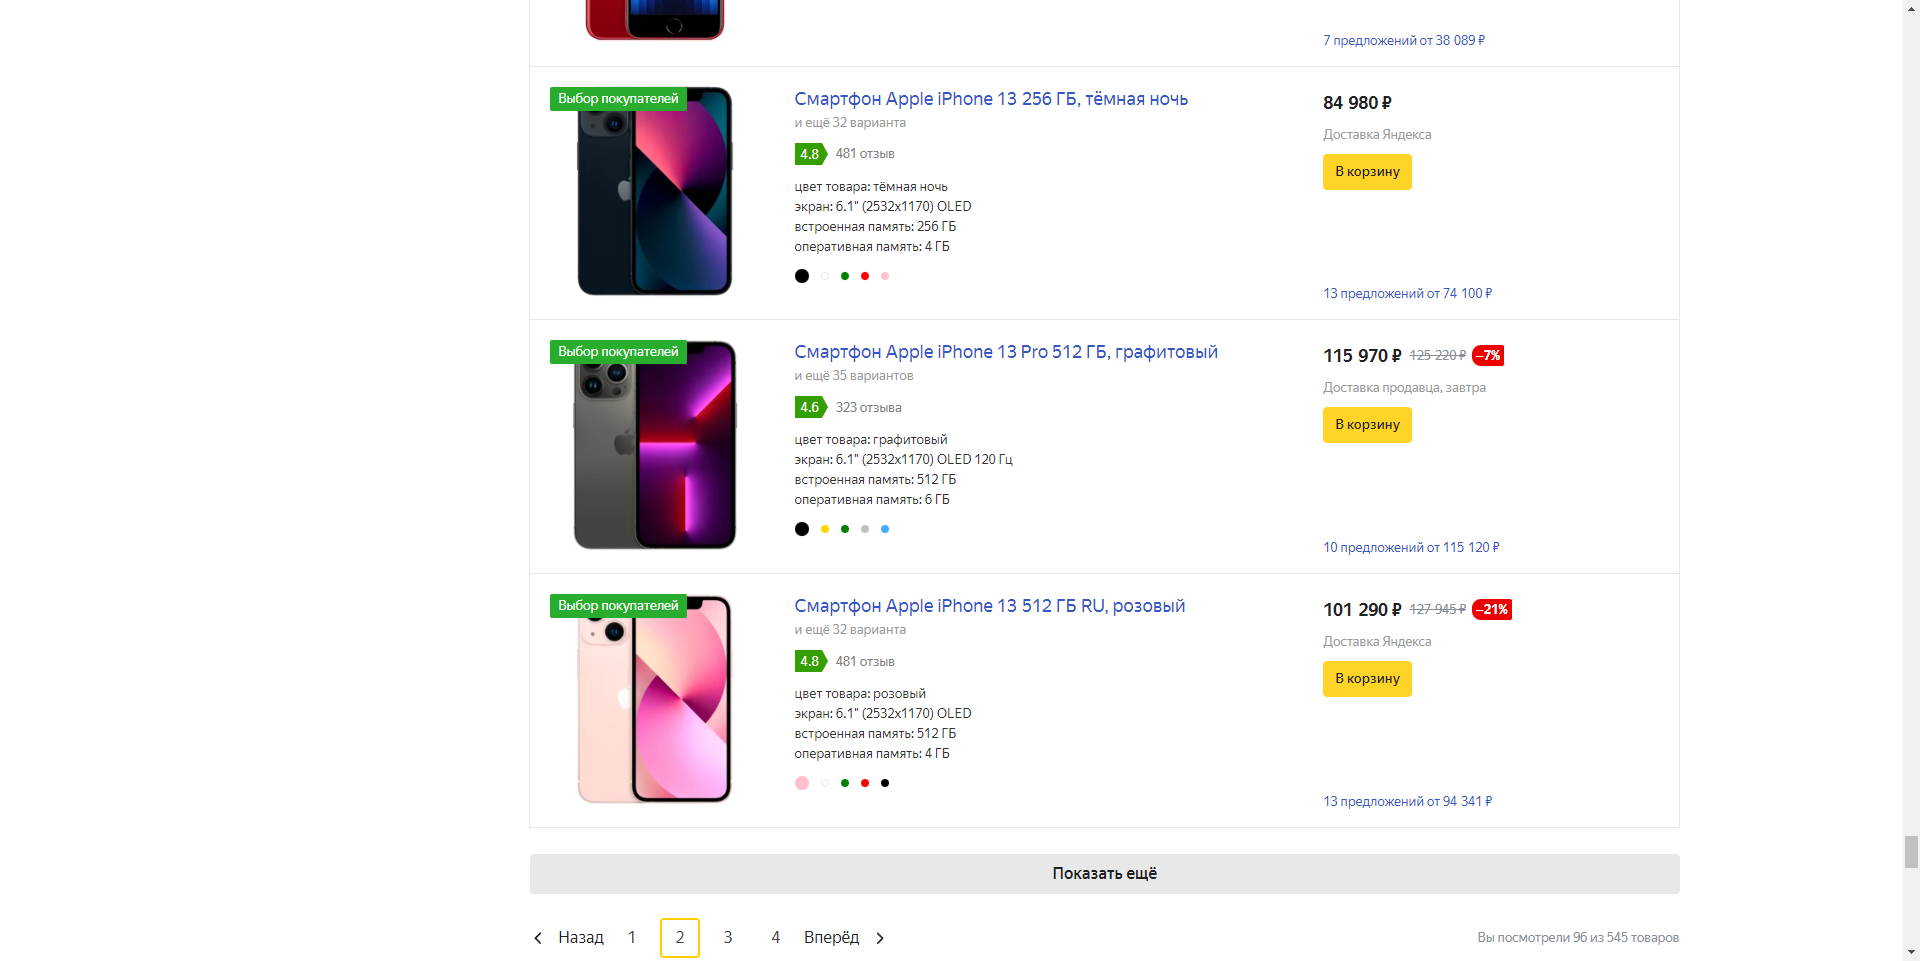 7 предложений от 38 089 ₽
Выбор покупателей
Смартфон Apple iPhone 13 256 ГБ, тёмная ночь
и ещё 32 варианта
4.8 481 отзыв
цвет товара: тёмная ночь
экран: 6.1" (2532x1170) OLED
встроенная память: 256 ГБ
оперативная память: 4 ГБ
84 980 ₽
Доставка Яндекса
В корзину
13 предложений от 74 100 ₽
Выбор покупателей
Смартфон Apple iPhone 13 Pro 512 ГБ, графитовый
и ещё 35 вариантов
4.6 323 отзыва
цвет товара: графитовый
экран: 6.1" (2532x1170) OLED 120 Гц
встроенная память: 512 ГБ
оперативная память: 6 ГБ
115 970 ₽ 125 220 ₽ –7%
Доставка продавца, завтра
В корзину
10 предложений от 115 120 ₽
Выбор покупателей
Смартфон Apple iPhone 13 512 ГБ RU, розовый
и ещё 32 варианта
4.8 481 отзыв
цвет товара: розовый
экран: 6.1" (2532x1170) OLED
встроенная память: 512 ГБ
оперативная память: 4 ГБ
101 290 ₽ 127 945 ₽ –21%
Доставка Яндекса
В корзину
13 предложений от 94 341 ₽
Показать ещё
Назад 1 2 3 4 Вперёд
Вы посмотрели 96 из 545 товаров